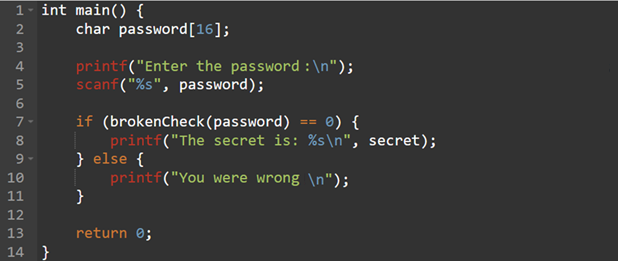 1 int main() {
2 char password[16];
3
4 printf("Enter the password:\n");
5 scanf("%s", password);
6
7 if (brokenCheck(password) == 0) {
8 printf("The secret is: %s\n", secret);
9 } else {
10 printf("You were wrong \n");
11 }
12
13 return 0;
14 }